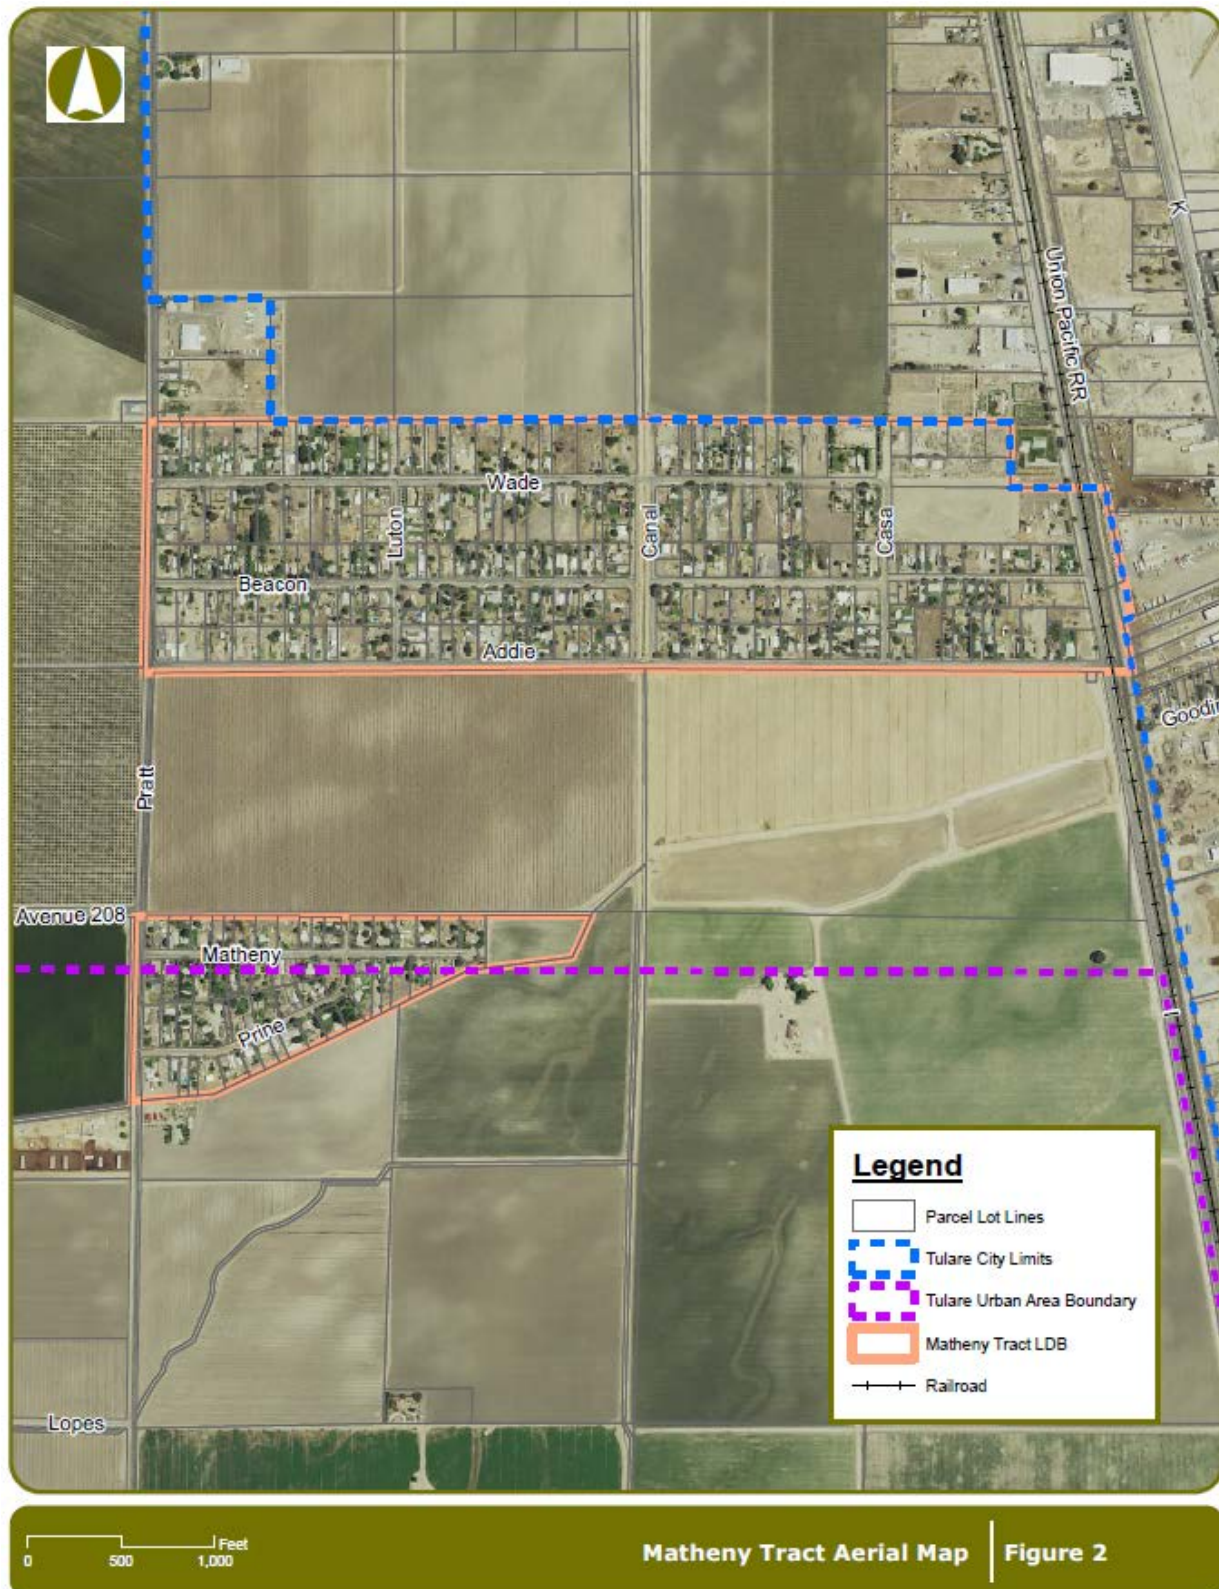 K
Union Pacific RR
Wade
Luton
Canal
Casa
Beacon
Addie
Pratt
Avenue 208
Matheny
Prine
I
Legend
Parcel Lot Lines
Tulare City Limits
Tulare Urban Area Boundary
Matheny Tract LDB
Railroad
Lopes
Feet
0 500 1,000
Matheny Tract Aerial Map Figure 2